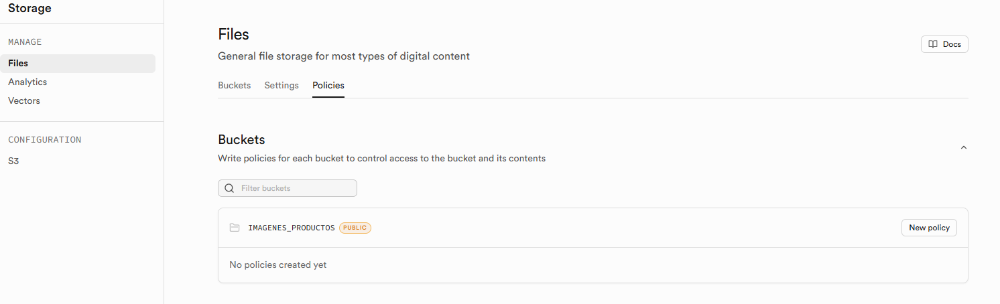 Storage
MANAGE
Files
Analytics
Vectors
CONFIGURATION
S3
Files
General file storage for most types of digital content
Docs
Buckets Settings Policies
Buckets
Write policies for each bucket to control access to the bucket and its contents
Filter buckets
IMAGENES_PRODUCTOS PUBLIC New policy
No policies created yet